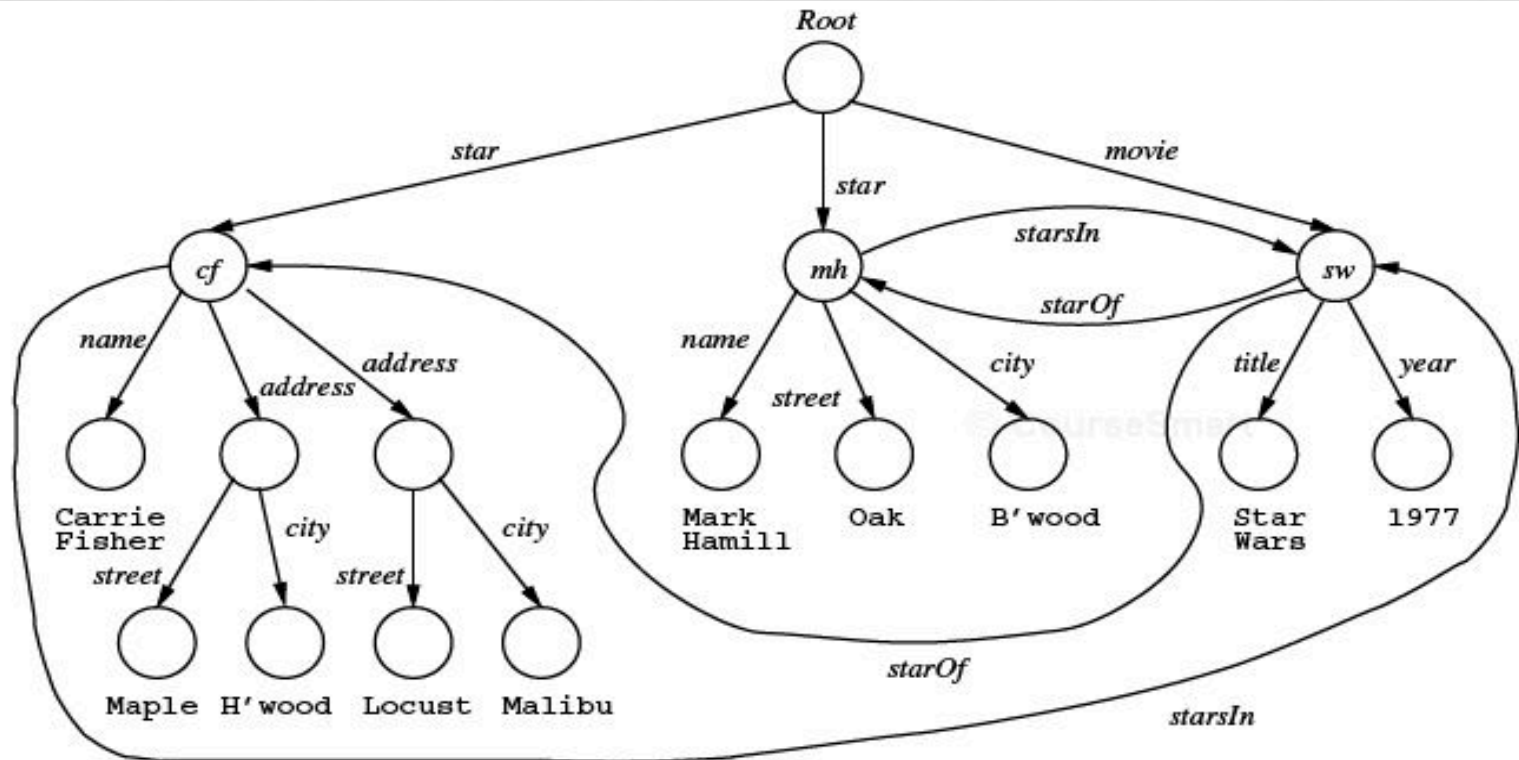 Root
star
star
movie
cf
mh
sw
starsIn
starOf
name
address
address
name
street
city
title
year
© CourseSmart
Carrie
Fisher
Mark
Hamill
Oak
B'wood
Star
Wars
1977
street
city
street
city
Maple
H'wood
Locust
Malibu
starOf
starsIn